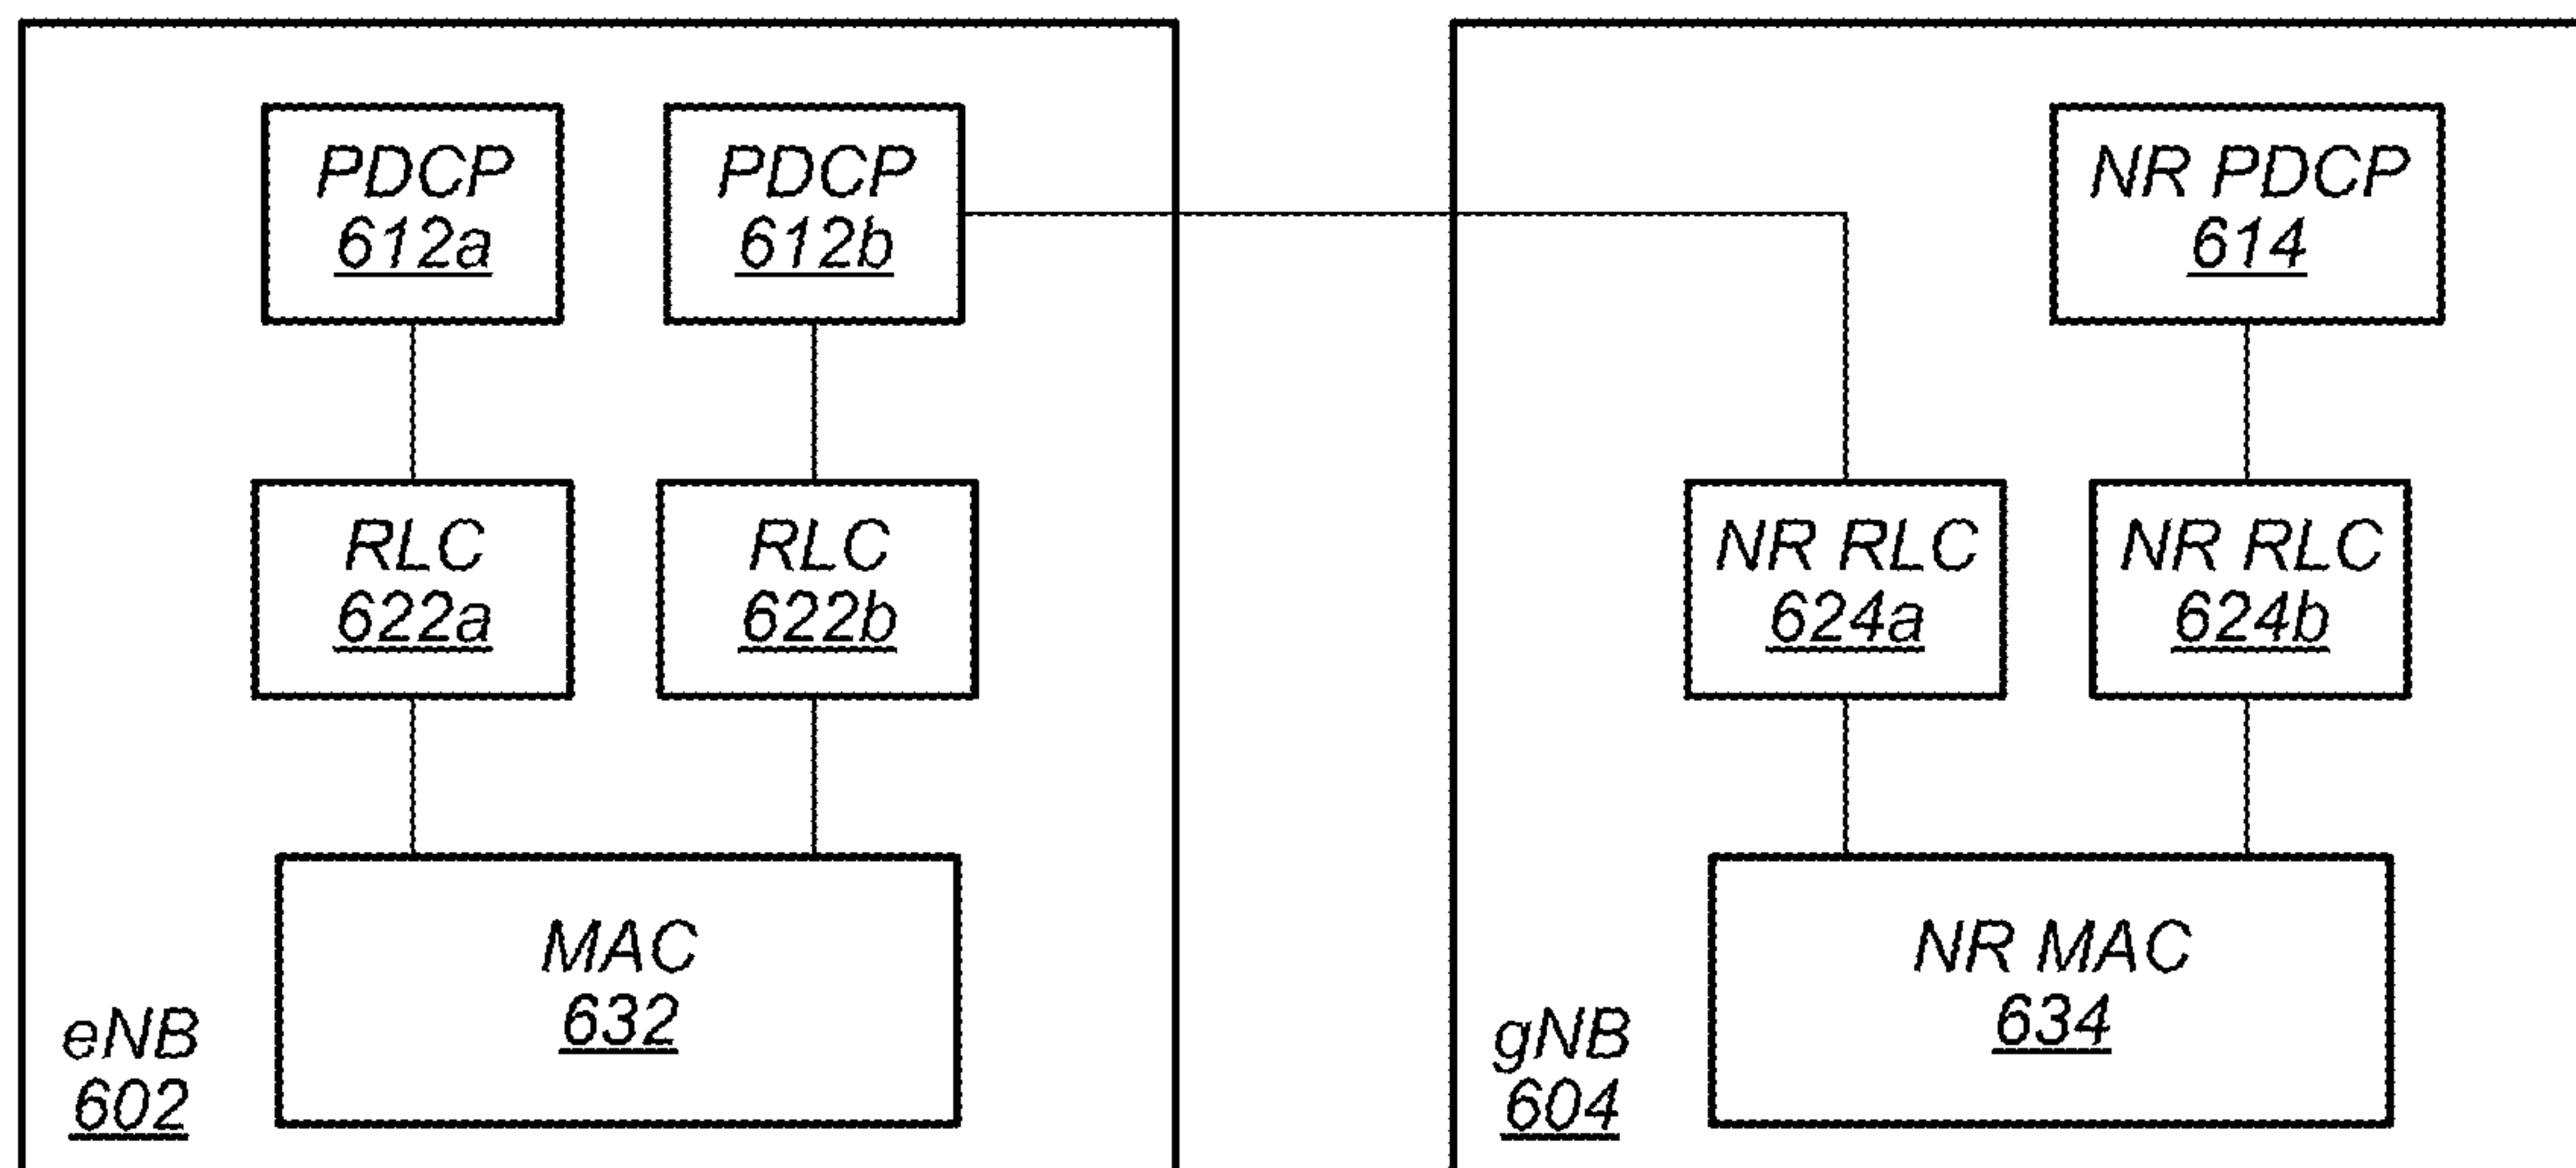 PDCP
612a
PDCP
612b
RLC
622a
RLC
622b
MAC
632
eNB
602
NR PDCP
614
NR RLC
624a
NR RLC
624b
NR MAC
634
gNB
604